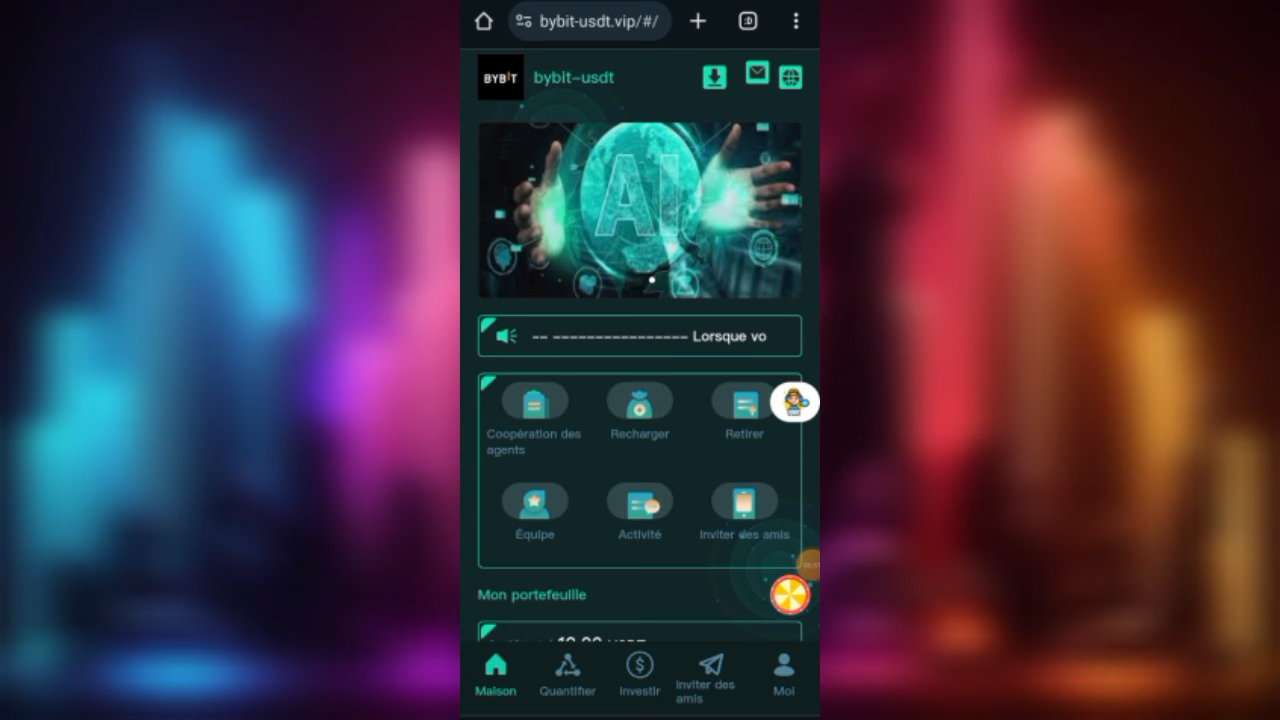 bybit-usdt.vip/#/
:D
BYBIT
bybit-usdt
AI
-- ---------------- Lorsque vo
Coopération des
agents
Recharger
Retirer
Équipe
Activité
Inviter des amis
Mon portefeuille
Maison
Quantifier
Investir
Inviter des
amis
Moi